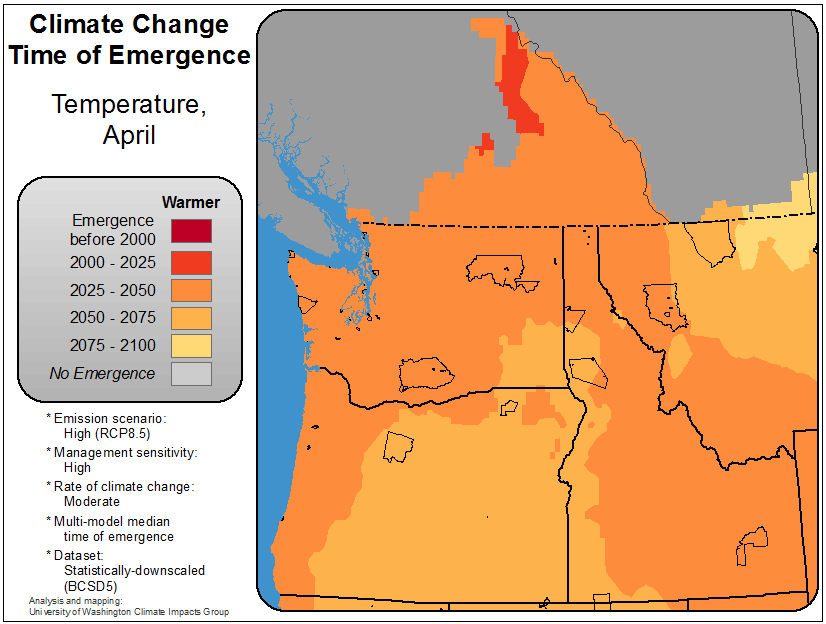 Climate Change
Time of Emergence
Temperature,
April
Warmer
Emergence
before 2000
2000 - 2025
2025 - 2050
2050 - 2075
2075 - 2100
No Emergence
* Emission scenario:
High (RCP8.5)
* Management sensitivity:
High
* Rate of climate change:
Moderate
* Multi-model median
time of emergence
* Dataset:
Statistically-downscaled
(BCSD5)
Analysis and mapping:
University of Washington Climate Impacts Group